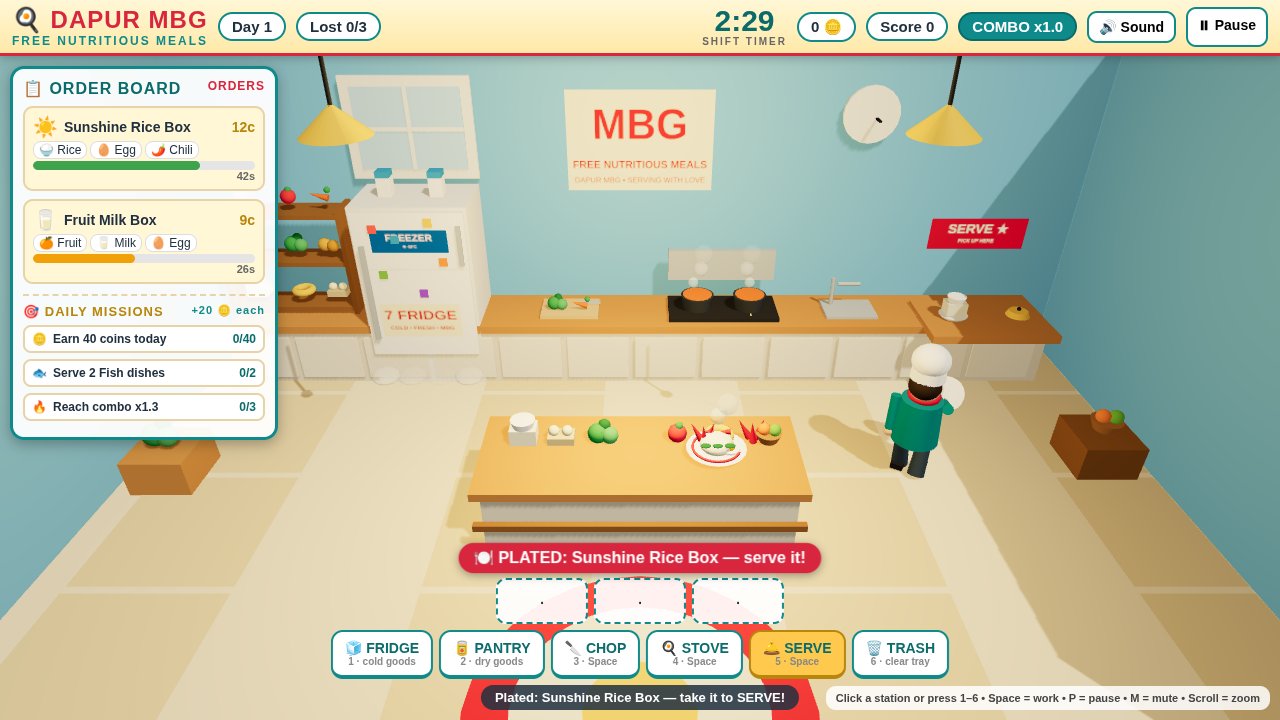 DAPUR MBG
FREE NUTRITIOUS MEALS
Day 1
Lost 0/3
2:29
SHIFT TIMER
0
Score 0
COMBO x1.0
Sound
Pause
ORDER BOARD
ORDERS
Sunshine Rice Box 12c
Rice Egg Chili
42s
Fruit Milk Box 9c
Fruit Milk Egg
26s
DAILY MISSIONS +20 each
Earn 40 coins today 0/40
Serve 2 Fish dishes 0/2
Reach combo x1.3 0/3
MBG
FREE NUTRITIOUS MEALS
DAPUR MBG • SERVING WITH LOVE
FREEZER
7 FRIDGE
COLD • FRESH • MBG
SERVE ★
PICK UP HERE
PLATED: Sunshine Rice Box — serve it!
FRIDGE
1 · cold goods
PANTRY
2 · dry goods
CHOP
3 · Space
STOVE
4 · Space
SERVE
5 · Space
TRASH
6 · clear tray
Plated: Sunshine Rice Box — take it to SERVE!
Click a station or press 1–6 • Space = work • P = pause • M = mute • Scroll = zoom